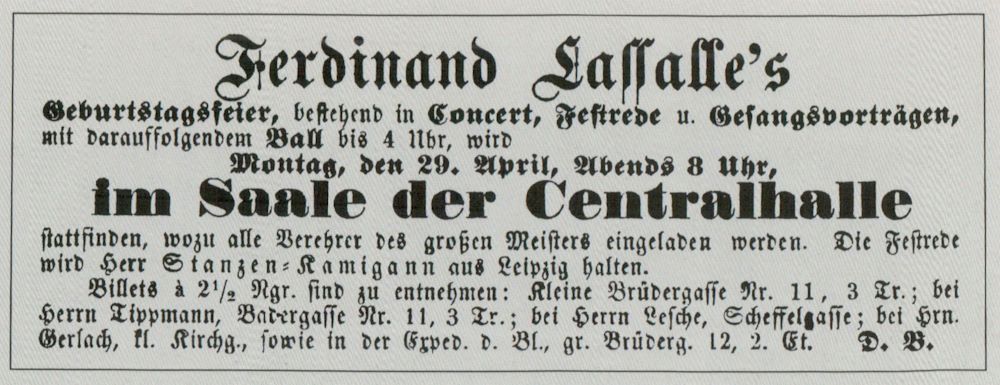 Ferdinand Lassalle's
Geburtstagsfeier, bestehend in Concert, Festrede u. Gesangsvorträgen,
mit darauffolgendem Ball bis 4 Uhr, wird
Montag, den 29. April, Abends 8 Uhr,
im Saale der Centralhalle
stattfinden, wozu alle Verehrer des großen Meisters eingeladen werden. Die Festrede
wird Herr Stanzen-Kamigann aus Leipzig halten.
Billets à 2½ Ngr. sind zu entnehmen: Kleine Brüdergasse Nr. 11, 3 Tr.; bei
Herrn Tippmann, Badergasse Nr. 11, 3 Tr.; bei Herrn Lesche, Scheffelgasse; bei Hrn.
Gerlach, kl. Kirchg., sowie in der Exped. d. Bl., gr. Brüderg. 12, 2. Et. D. B.